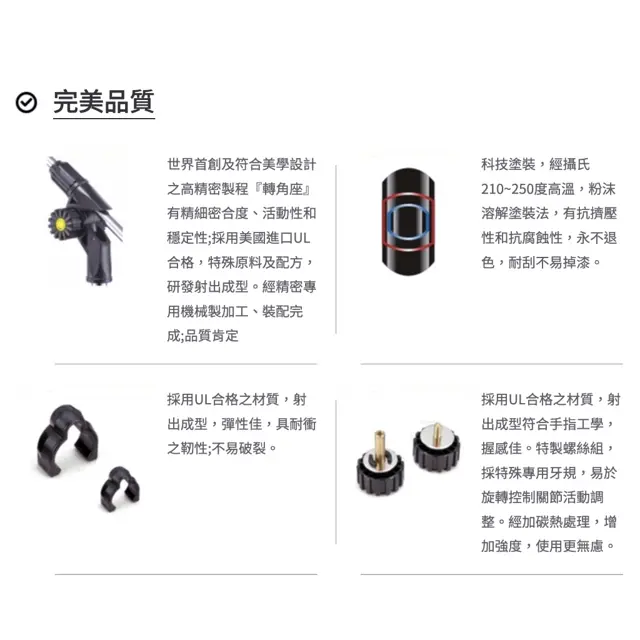 完美品質
世界首創及符合美學設計
之高精密製程『轉角座』
有精細密合度、活動性和
穩定性;採用美國進口UL
合格，特殊原料及配方，
研發射出成型。經精密專
用機械製加工、裝配完
成;品質肯定
科技塗裝，經攝氏
210~250度高溫，粉沫
溶解塗裝法，有抗擠壓
性和抗腐蝕性，永不退
色，耐刮不易掉漆。
採用UL合格之材質，射
出成型，彈性佳，具耐衝
之韌性;不易破裂。
採用UL合格之材質，射
出成型符合手指工學，
握感佳。特製螺絲組，
採特殊專用牙規，易於
旋轉控制關節活動調
整。經加碳熱處理，增
加強度，使用更無慮。